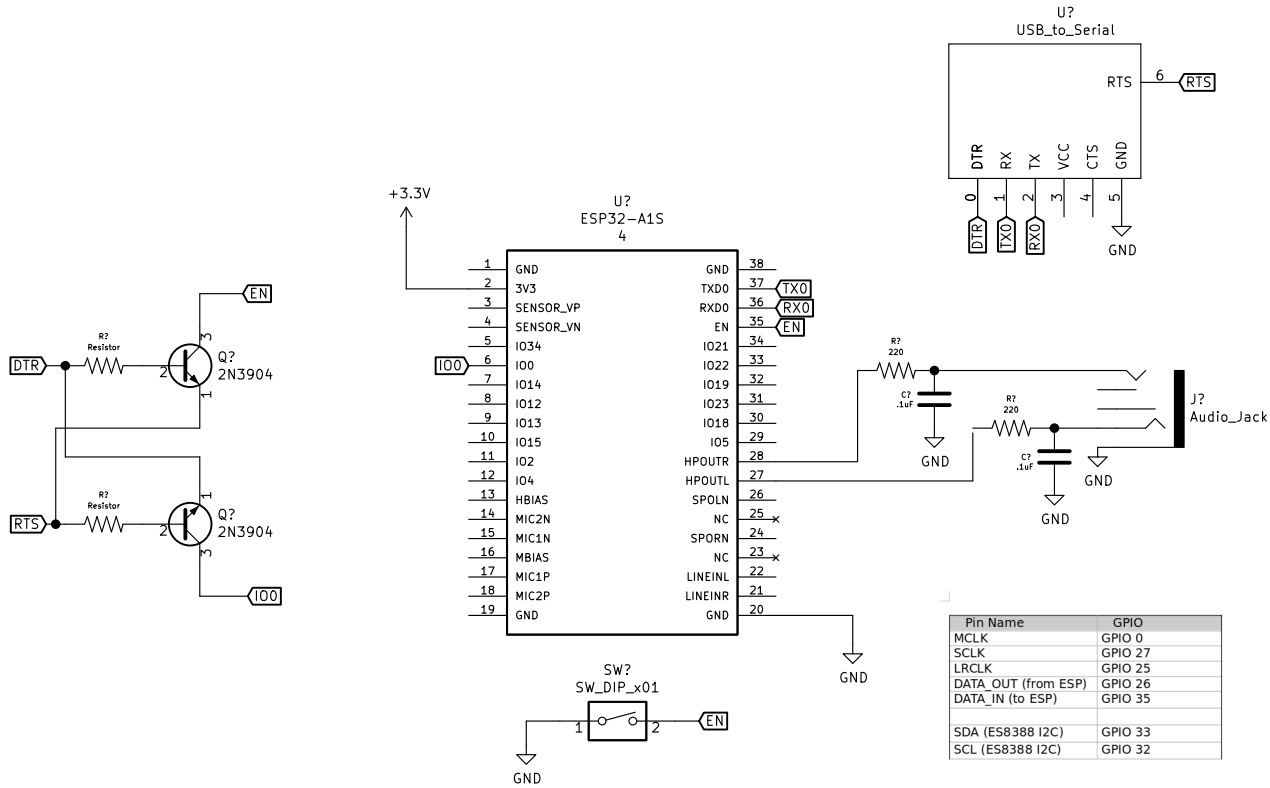 U?
USB_to_Serial
RTS 6 RTS
DTR RX TX VCC CTS GND
0 1 2 3 4 5
DTR TX0 RX0
GND
+3.3V
U?
ESP32-A1S
4
1 GND GND 38
2 3V3 TXD0 37 TX0
3 SENSOR_VP RXD0 36 RX0
4 SENSOR_VN EN 35 EN
5 IO34 IO21 34
IO0 6 IO0 IO22 33
7 IO14 IO19 32
8 IO12 IO23 31
9 IO13 IO18 30
10 IO15 IO5 29
11 IO2 HPOUTR 28
12 IO4 HPOUTL 27
13 HBIAS SPOLN 26
14 MIC2N NC 25
15 MIC1N SPORN 24
16 MBIAS NC 23
17 MIC1P LINEINL 22
18 MIC2P LINEINR 21
19 GND GND 20
GND
EN
R?
Resistor
DTR
2
3
1
Q?
2N3904
R?
Resistor
RTS
2
1
3
Q?
2N3904
IO0
R?
220
C?
.1uF
GND
R?
220
C?
.1uF
GND
GND
J?
Audio_Jack
SW?
SW_DIP_x01
1 2 EN
GND
Pin Name GPIO
MCLK GPIO 0
SCLK GPIO 27
LRCLK GPIO 25
DATA_OUT (from ESP) GPIO 26
DATA_IN (to ESP) GPIO 35
SDA (ES8388 I2C) GPIO 33
SCL (ES8388 I2C) GPIO 32